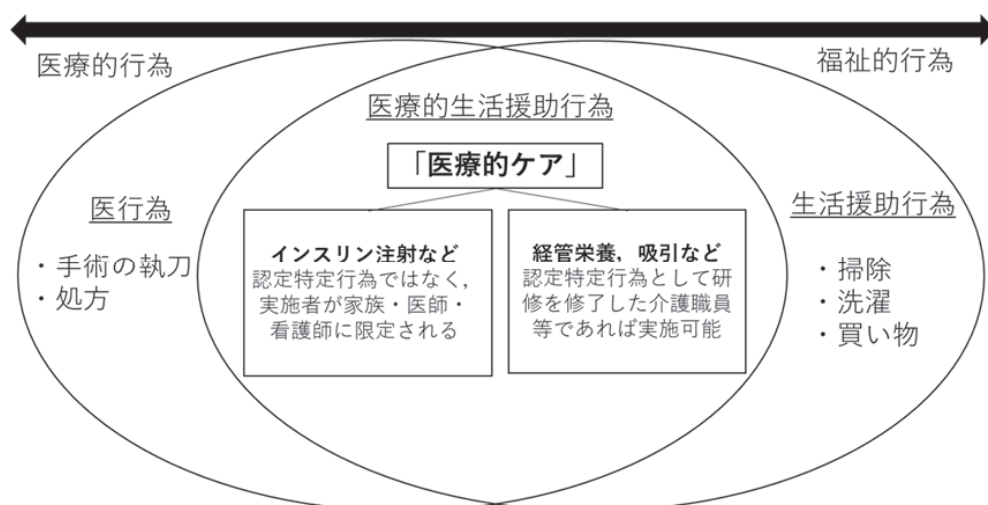 医療的行為
福祉的行為
医療的生活援助行為
「医療的ケア」
医行為
・手術の執刀
・処方
インスリン注射など
認定特定行為ではなく，
実施者が家族・医師・
看護師に限定される
経管栄養，吸引など
認定特定行為として研
修を修了した介護職員
等であれば実施可能
生活援助行為
・掃除
・洗濯
・買い物